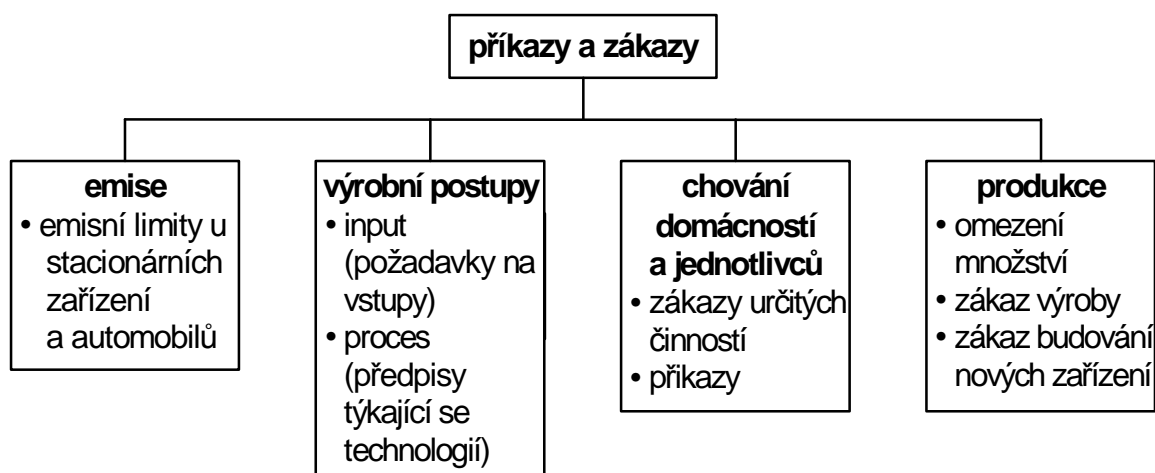 příkazy a zákazy
emise
• emisní limity u
stacionárních
zařízení
a automobilů
výrobní postupy
• input
(požadavky na
vstupy)
• proces
(předpisy
týkající se
technologií)
chování
domácností
a jednotlivců
• zákazy určitých
činností
• přikazy
produkce
• omezení
množství
• zákaz výroby
• zákaz budování
nových zařízení